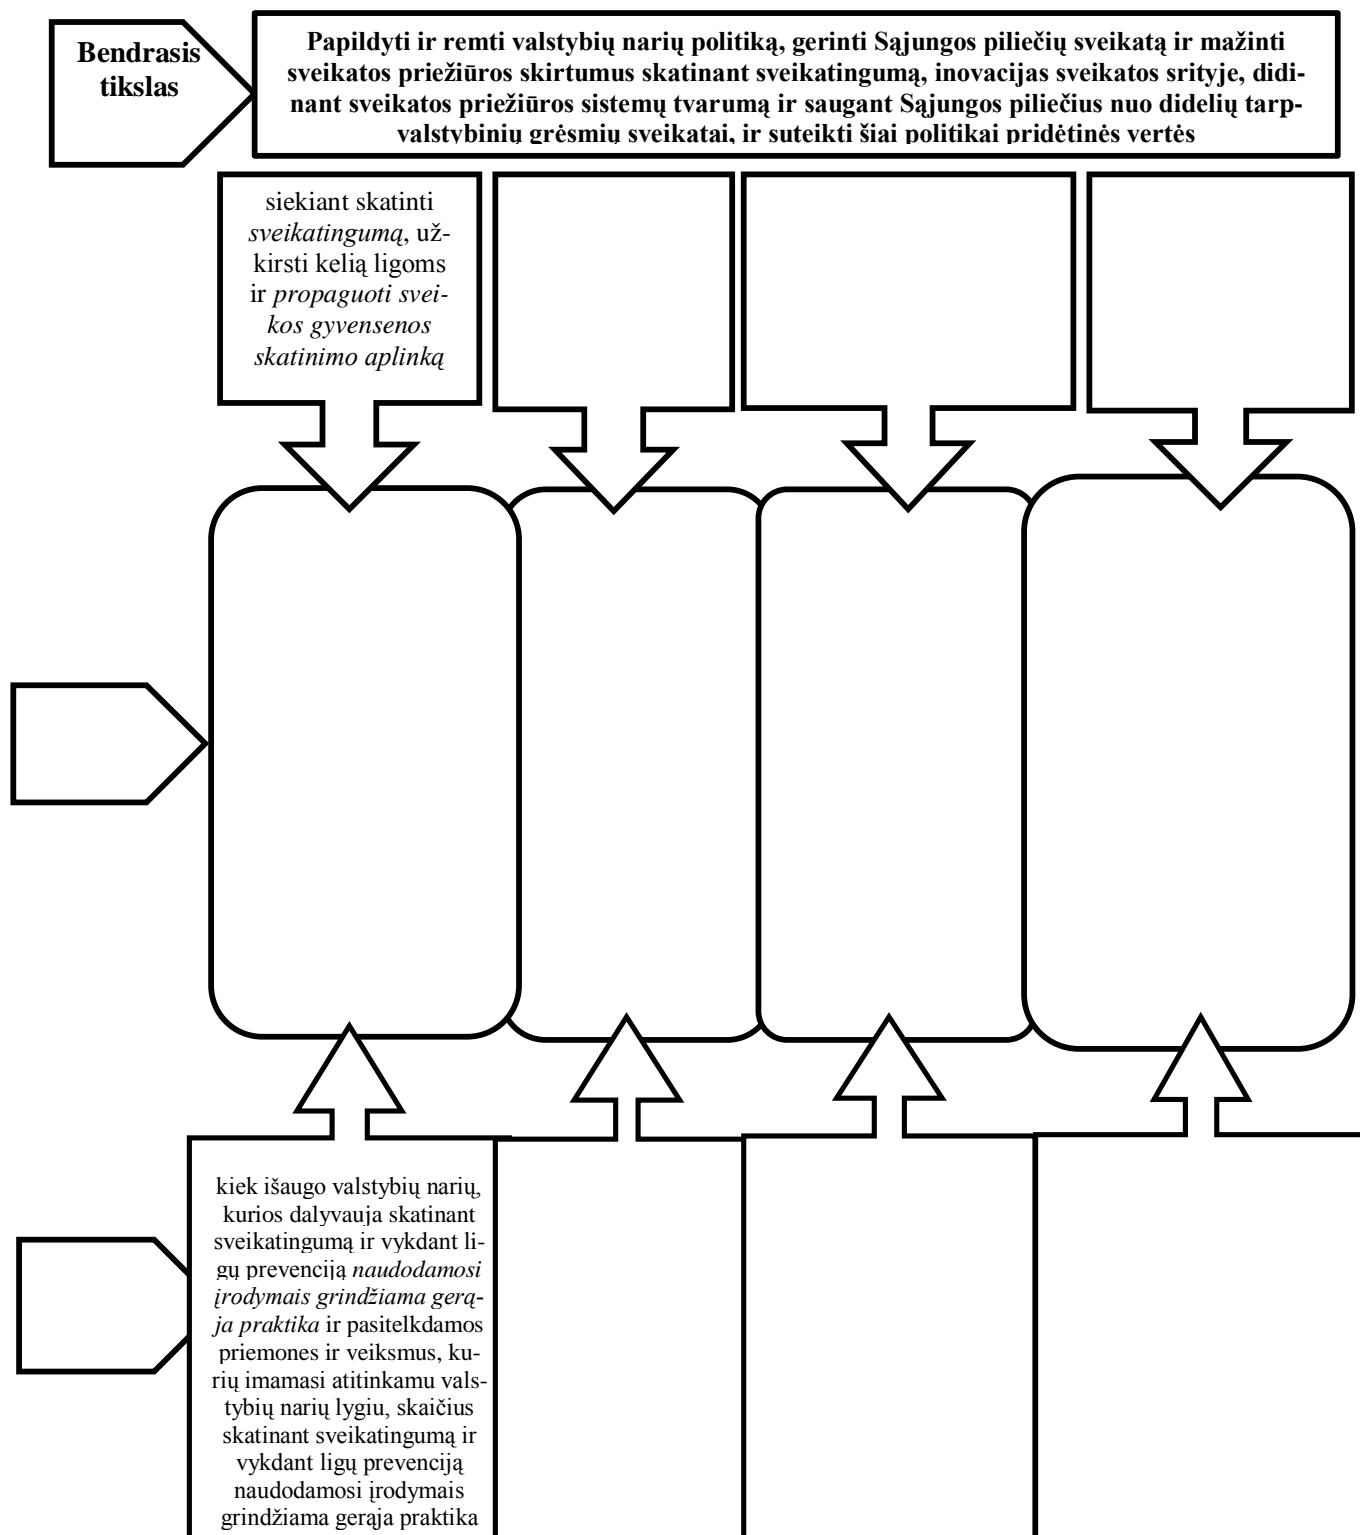 Bendrasis
tikslas
Papildyti ir remti valstybių narių politiką, gerinti Sąjungos piliečių sveikatą ir mažinti
sveikatos priežiūros skirtumus skatinant sveikatingumą, inovacijas sveikatos srityje, didi-
nant sveikatos priežiūros sistemų tvarumą ir saugant Sąjungos piliečius nuo didelių tarp-
valstybinių grėsmių sveikatai, ir suteikti šiai politikai pridėtinės vertės
siekiant skatinti
sveikatingumą, už-
kirsti kelią ligoms
ir propaguoti svei-
kos gyvensenos
skatinimo aplinką
kiek išaugo valstybių narių,
kurios dalyvauja skatinant
sveikatingumą ir vykdant li-
gų prevenciją naudodamosi
įrodymais grindžiama gerą-
ja praktika ir pasitelkdamos
priemones ir veiksmus, ku-
rių imamasi atitinkamu vals-
tybių narių lygiu, skaičius
skatinant sveikatingumą ir
vykdant ligų prevenciją
naudodamosi įrodymais
grindžiama gerąja praktika